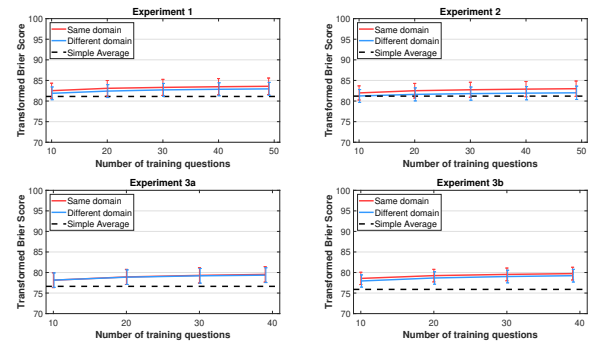 Experiment 1
Transformed Brier Score
100
95
90
85
80
75
70
Same domain
Different domain
Simple Average
10
20
30
40
50
Number of training questions
Experiment 2
Transformed Brier Score
100
95
90
85
80
75
70
Same domain
Different domain
Simple Average
10
20
30
40
50
Number of training questions
Experiment 3a
Transformed Brier Score
100
95
90
85
80
75
70
Same domain
Different domain
Simple Average
10
20
30
40
Number of training questions
Experiment 3b
Transformed Brier Score
100
95
90
85
80
75
70
Same domain
Different domain
Simple Average
10
20
30
40
Number of training questions